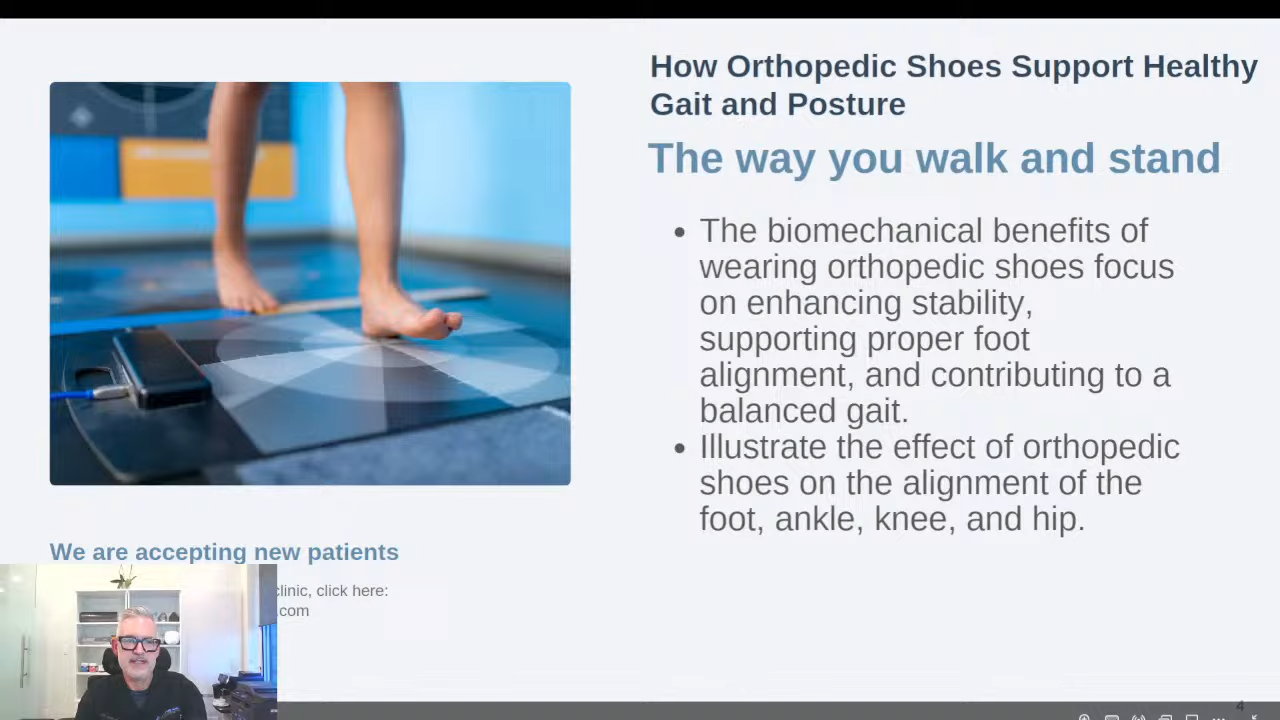 How Orthopedic Shoes Support Healthy
Gait and Posture
The way you walk and stand
• The biomechanical benefits of
wearing orthopedic shoes focus
on enhancing stability,
supporting proper foot
alignment, and contributing to a
balanced gait.
• Illustrate the effect of orthopedic
shoes on the alignment of the
foot, ankle, knee, and hip.
We are accepting new patients
clinic, click here:
.com
4